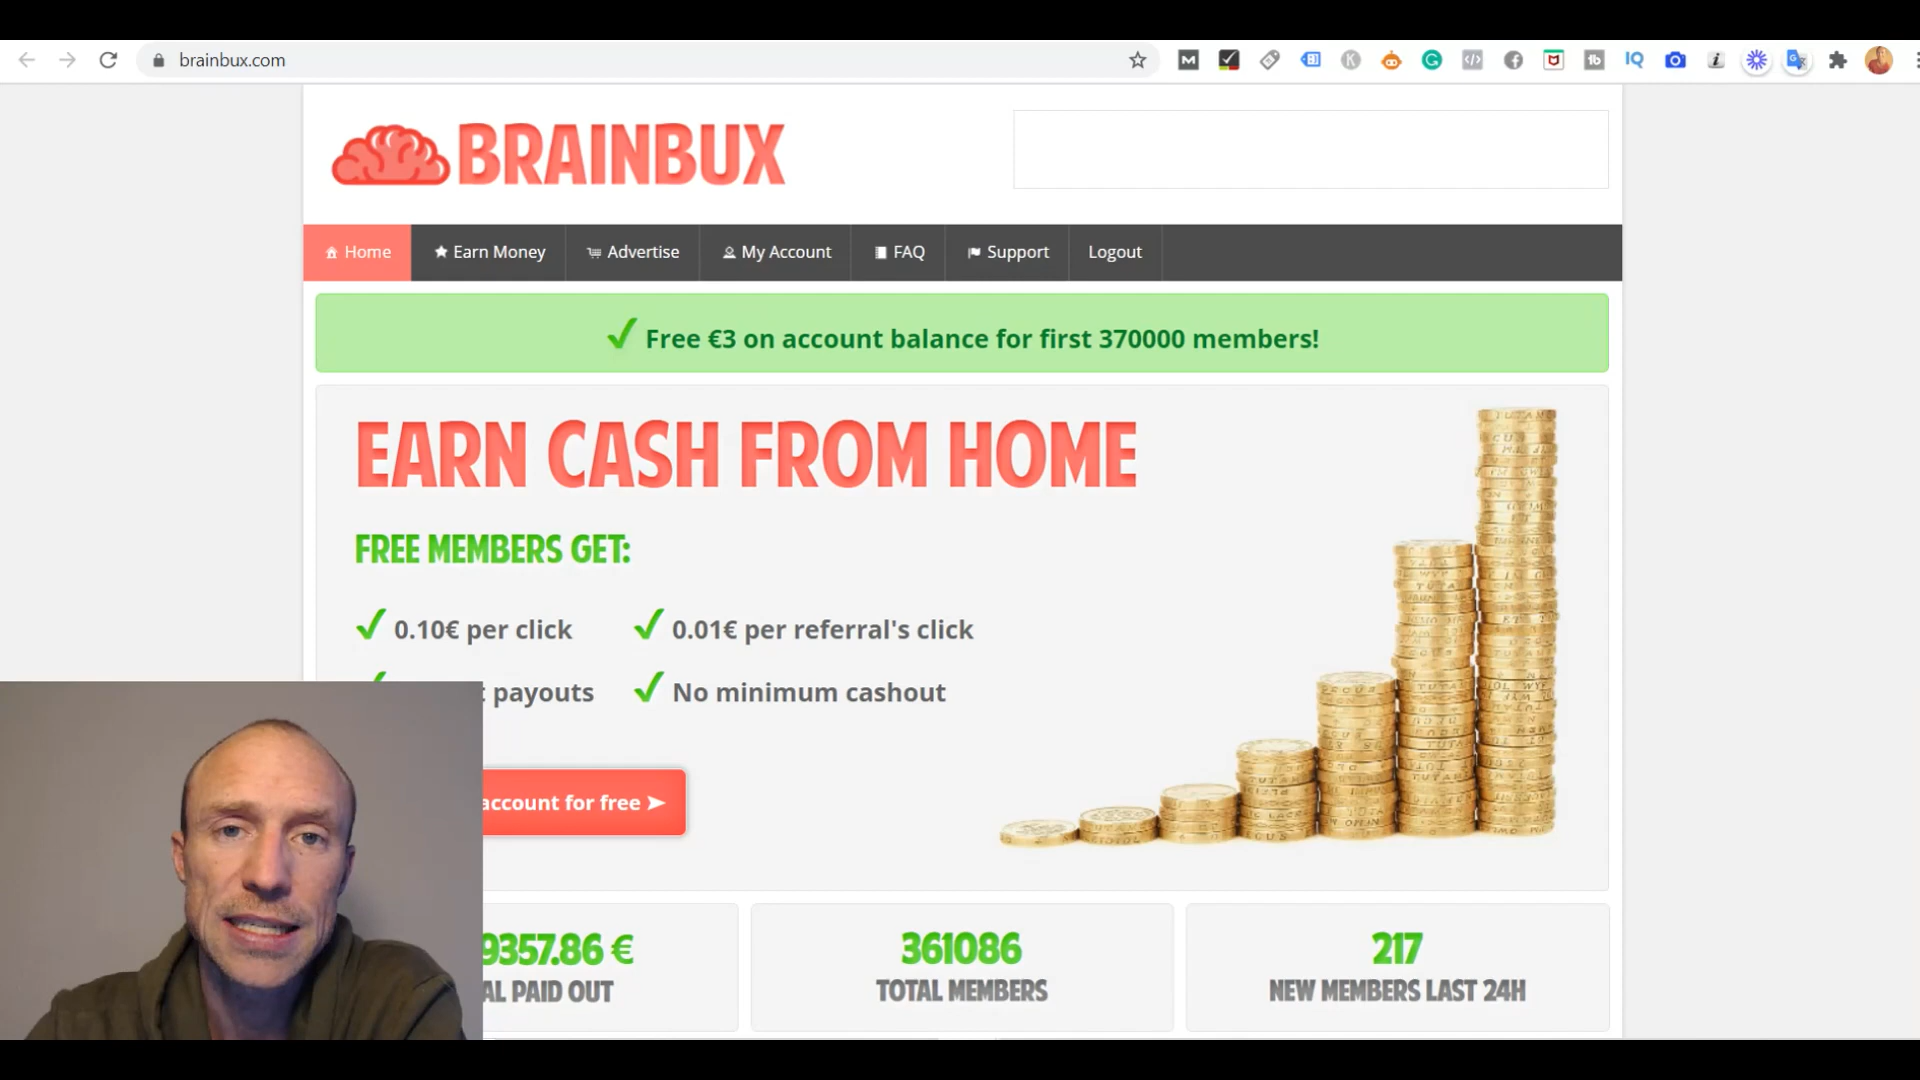 brainbux.com
BRAINBUX
Home Earn Money Advertise My Account FAQ Support Logout
Free €3 on account balance for first 370000 members!
EARN CASH FROM HOME
FREE MEMBERS GET:
0.10€ per click 0.01€ per referral's click
payouts No minimum cashout
account for free
9357.86 € 361086 217
PAID OUT TOTAL MEMBERS NEW MEMBERS LAST 24H